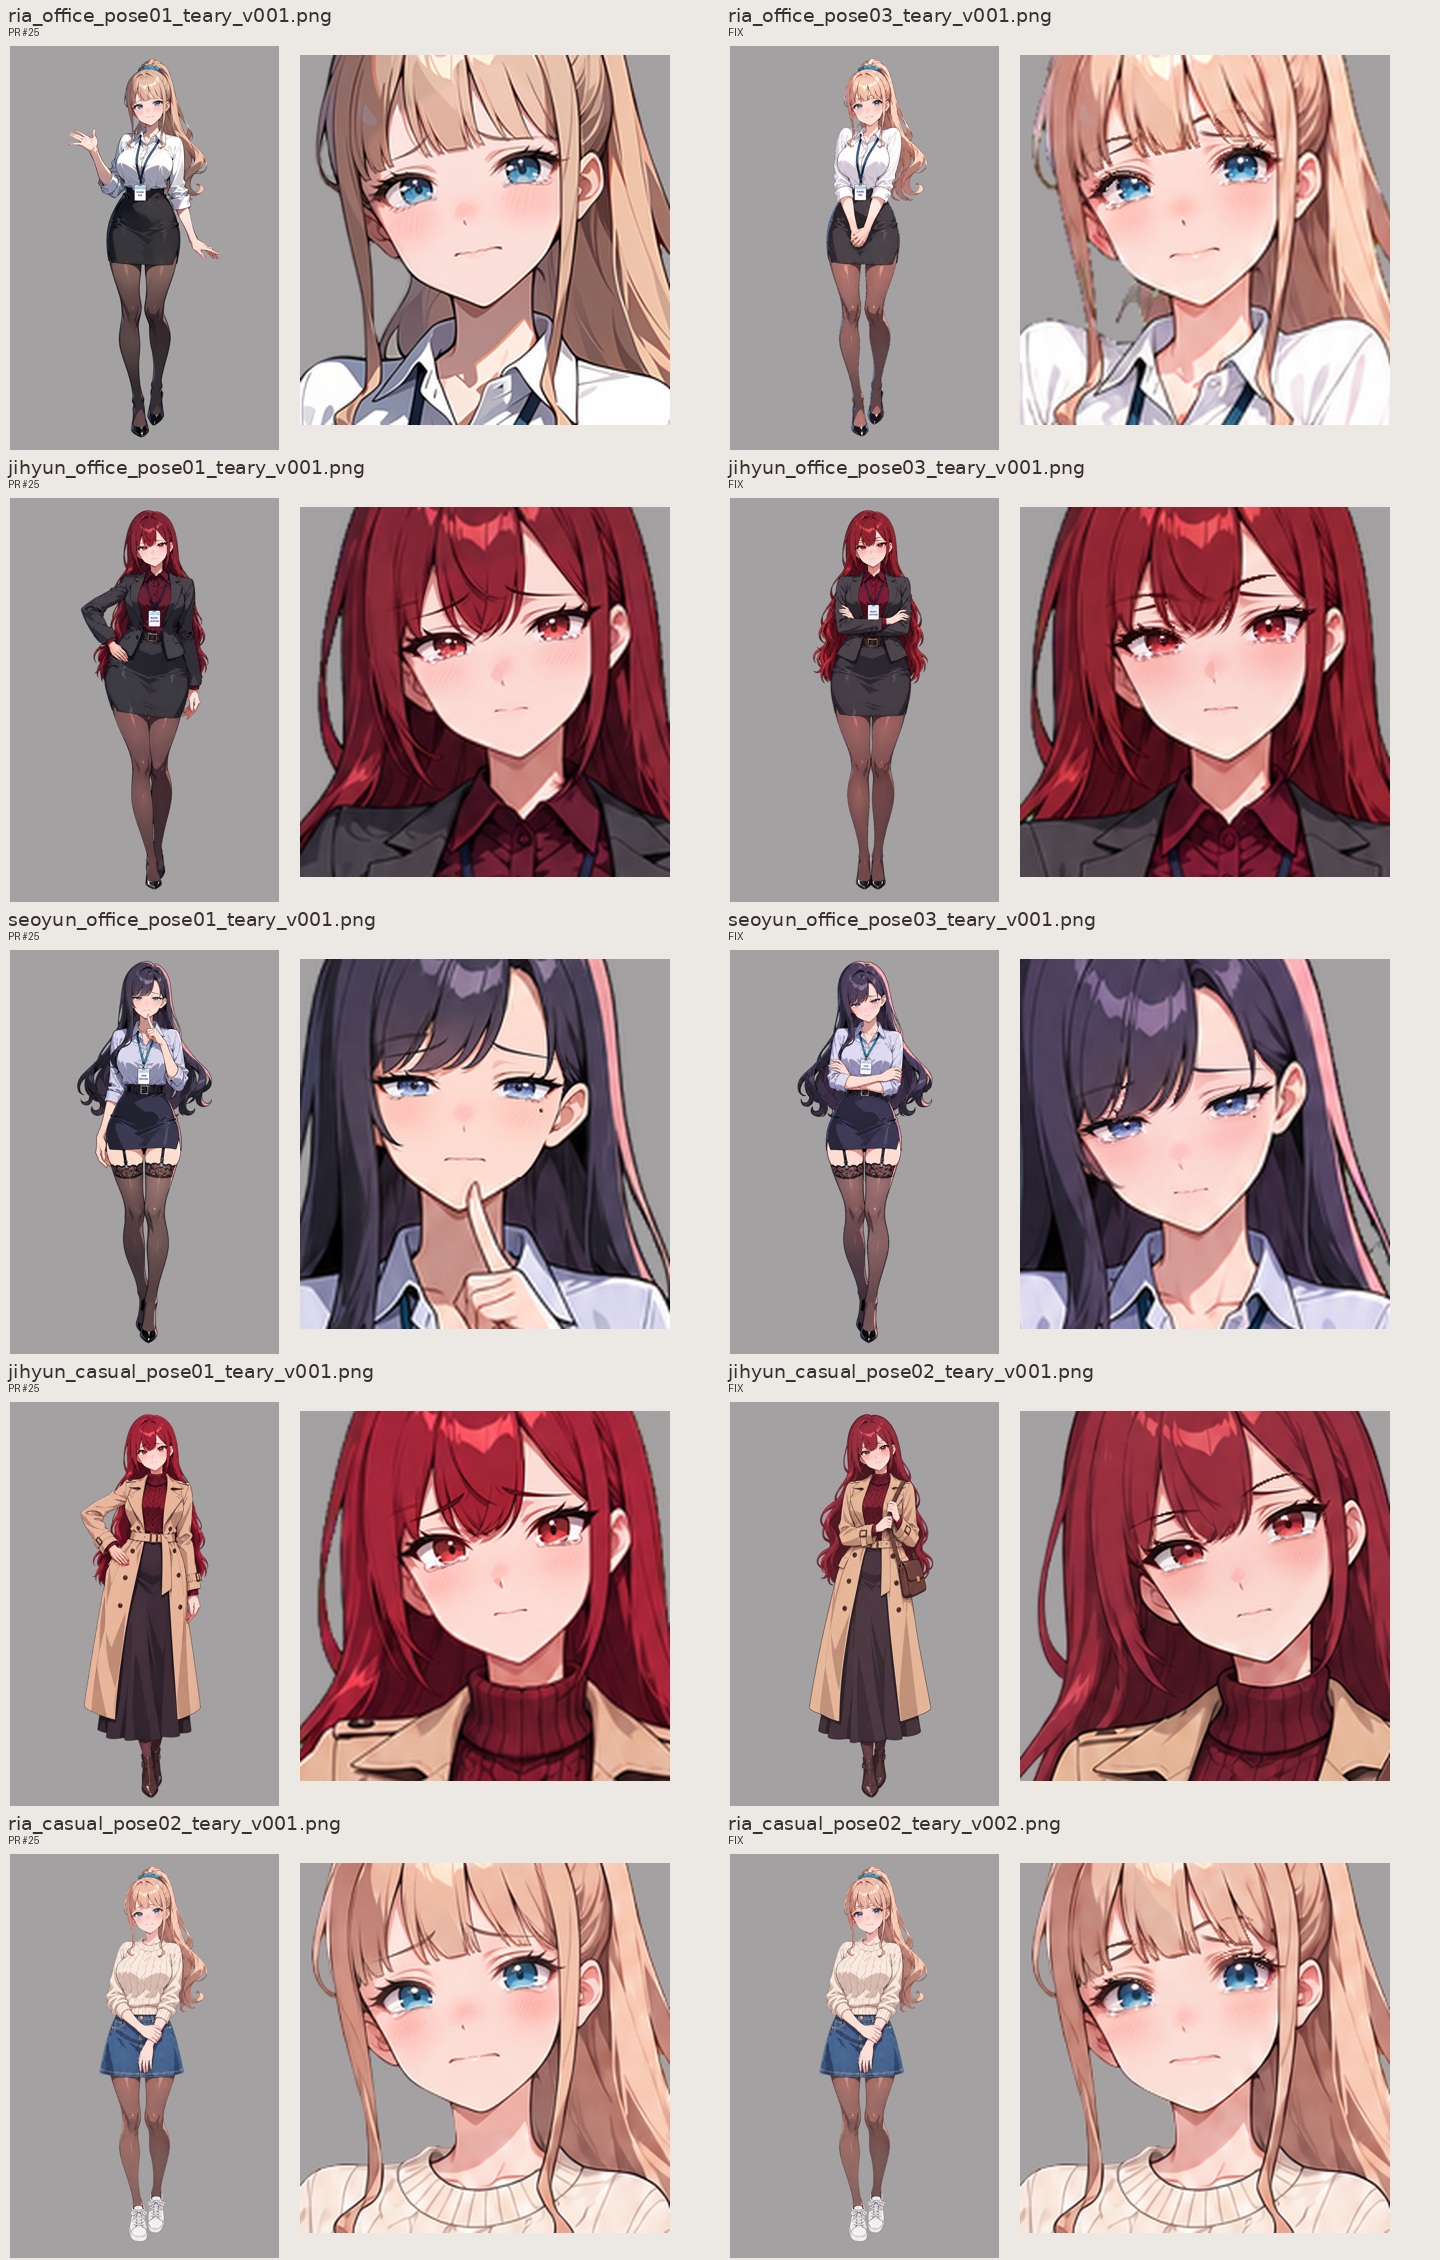 ria_office_pose01_teary_v001.png
PR#25
ria_office_pose03_teary_v001.png
FIX
jihyun_office_pose01_teary_v001.png
PR#25
jihyun_office_pose03_teary_v001.png
FIX
seoyun_office_pose01_teary_v001.png
PR#25
seoyun_office_pose03_teary_v001.png
FIX
jihyun_casual_pose01_teary_v001.png
PR#25
jihyun_casual_pose02_teary_v001.png
FIX
ria_casual_pose02_teary_v001.png
PR#25
ria_casual_pose02_teary_v002.png
FIX